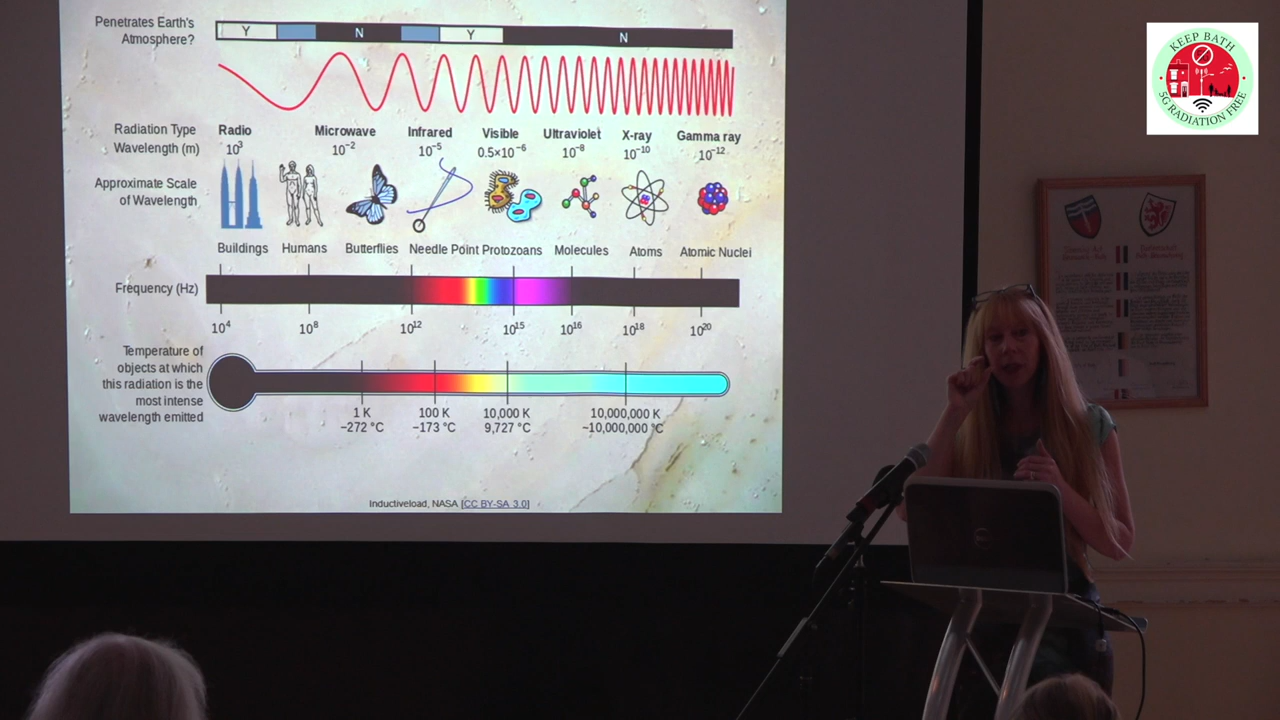 Penetrates Earth's
Atmosphere?
Y N Y N
Radiation Type
Wavelength (m)
Radio Microwave Infrared Visible Ultraviolet X-ray Gamma ray
10³ 10⁻² 10⁻⁵ 0.5×10⁻⁶ 10⁻⁸ 10⁻¹⁰ 10⁻¹²
Approximate Scale
of Wavelength
Buildings Humans Butterflies Needle Point Protozoans Molecules Atoms Atomic Nuclei
Frequency (Hz)
10⁴ 10⁸ 10¹² 10¹⁵ 10¹⁶ 10¹⁸ 10²⁰
Temperature of
objects at which
this radiation is the
most intense
wavelength emitted
1 K 100 K 10,000 K 10,000,000 K
−272 °C −173 °C 9,727 °C ~10,000,000 °C
Inductiveload, NASA [CC BY-SA 3.0]
KEEP BATH
5G RADIATION FREE
DELL